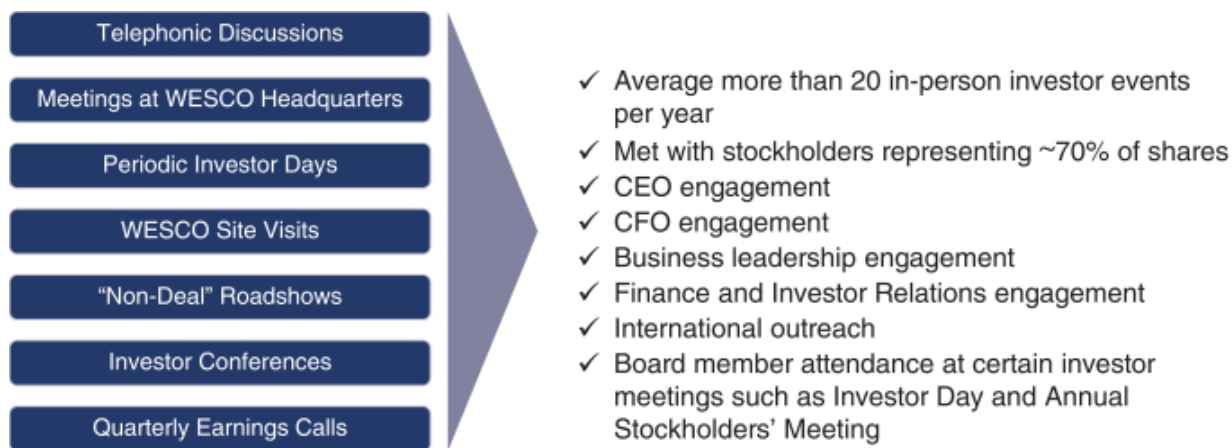 Telephonic Discussions
Meetings at WESCO Headquarters
Periodic Investor Days
WESCO Site Visits
“Non-Deal” Roadshows
Investor Conferences
Quarterly Earnings Calls
✓ Average more than 20 in-person investor events
per year
✓ Met with stockholders representing ~70% of shares
✓ CEO engagement
✓ CFO engagement
✓ Business leadership engagement
✓ Finance and Investor Relations engagement
✓ International outreach
✓ Board member attendance at certain investor
meetings such as Investor Day and Annual
Stockholders’ Meeting